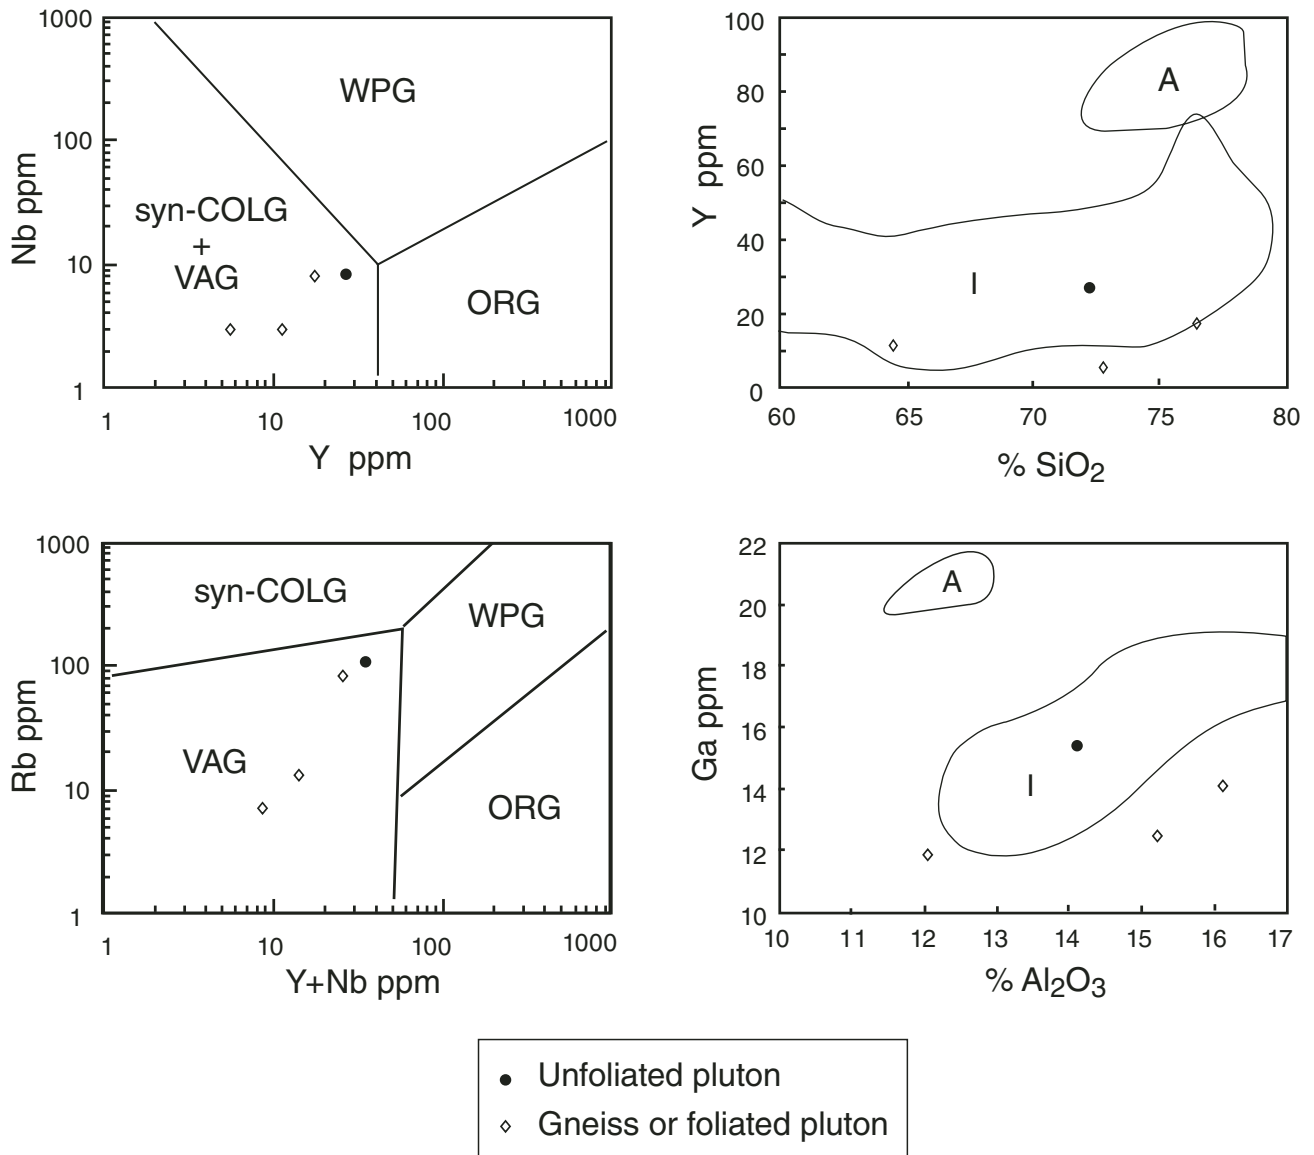 1000
100
10
1
Nb ppm
WPG
syn-COLG
+
VAG
ORG
1 10 100 1000
Y ppm
100
80
60
40
20
0
Y ppm
A
I
60 65 70 75 80
% SiO2
1000
100
10
1
Rb ppm
syn-COLG
WPG
VAG
ORG
1 10 100 1000
Y+Nb ppm
22
20
18
16
14
12
10
Ga ppm
A
I
10 11 12 13 14 15 16 17
% Al2O3
Unfoliated pluton
Gneiss or foliated pluton